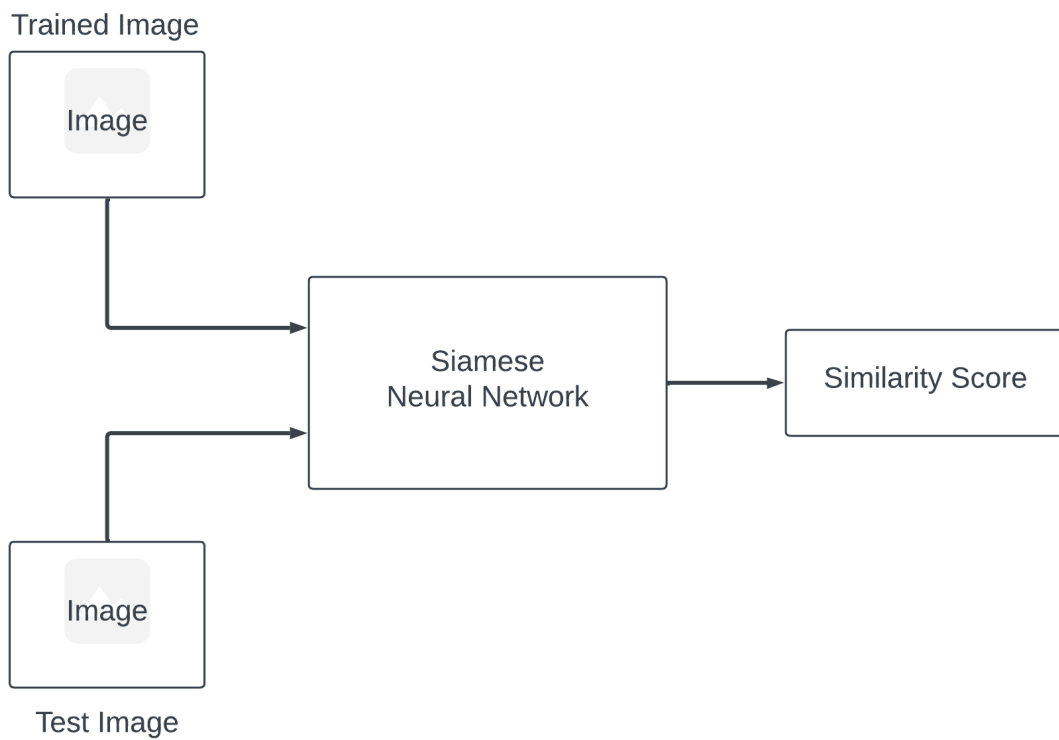 Trained Image
Image
Siamese
Neural Network
Similarity Score
Image
Test Image